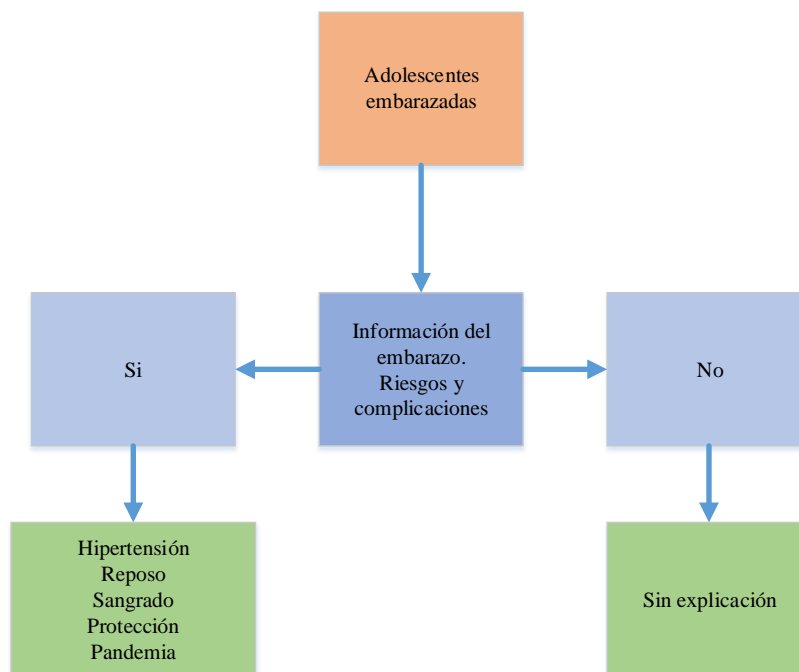 Adolescentes
embarazadas
Si
Información del
embarazo.
Riesgos y
complicaciones
No
Hipertensión
Reposo
Sangrado
Protección
Pandemia
Sin explicación